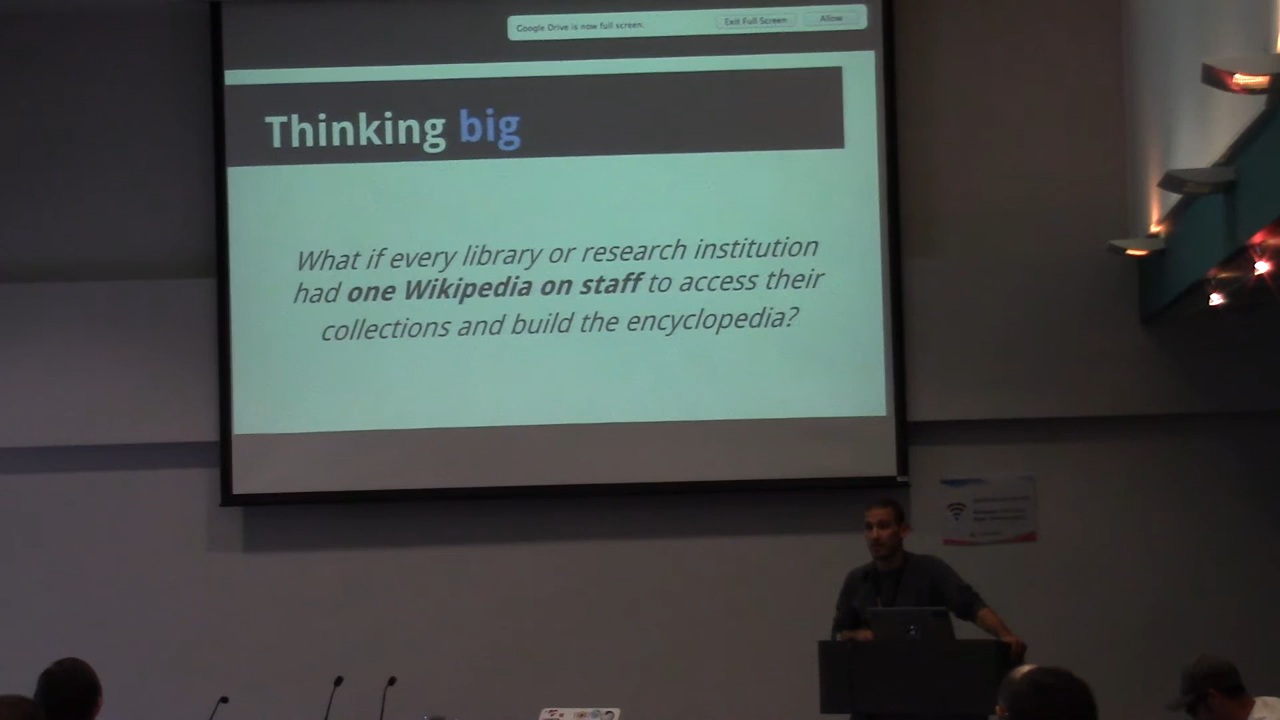 Google Drive is now full screen.
Exit Full Screen
Allow
Thinking big
What if every library or research institution
had one Wikipedia on staff to access their
collections and build the encyclopedia?